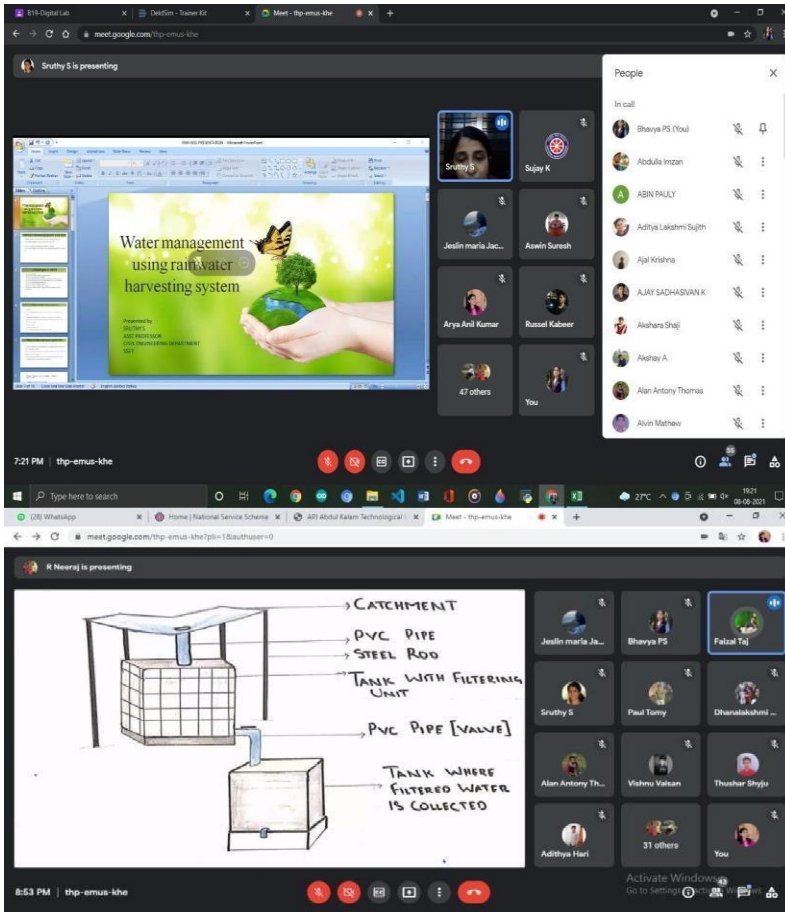 B19-Digital Lab
DeldSim - Trainer Kit
Meet - thp-emus-khe
meet.google.com/thp-emus-khe
Sruthy S is presenting
People
In call
Bhavya PS (You)
Abdulla Imzan
A
ABIN PAULY
Aditya Lakshmi Sujith
Ajal Krishna
AJAY SADHASIVAN K
Akshara Shaji
Akshay A
Alan Antony Thomas
Alvin Mathew
Water management
using rainwater
harvesting system
Presented by
SRUTHY S
ASST PROFESSOR
CIVIL ENGINEERING DEPARTMENT
Sruthy S
Sujay K
Jeslin maria Jac...
Aswin Suresh
Arya Anil Kumar
Russel Kabeer
47 others
You
7:21 PM | thp-emus-khe
55
Type here to search
27°C
19:21
08-08-2021
(28) WhatsApp
Home | National Service Scheme
APJ Abdul Kalam Technological
Meet - thp-emus-khe
meet.google.com/thp-emus-khe?pli=1&authuser=0
R Neeraj is presenting
CATCHMENT
PVC PIPE
STEEL ROD
TANK WITH FILTERING
UNIT
PVC PIPE [VALVE]
TANK WHERE
FILTERED WATER
IS COLLECTED
Jeslin maria Ja...
Bhavya PS
Faizal Taj
Sruthy S
Paul Tomy
Dhanalakshmi ...
Alan Antony Th...
Vishnu Valsan
Thushar Shyju
Adithya Hari
31 others
You
Activate Windows
Go to Settings
8:53 PM | thp-emus-khe
43